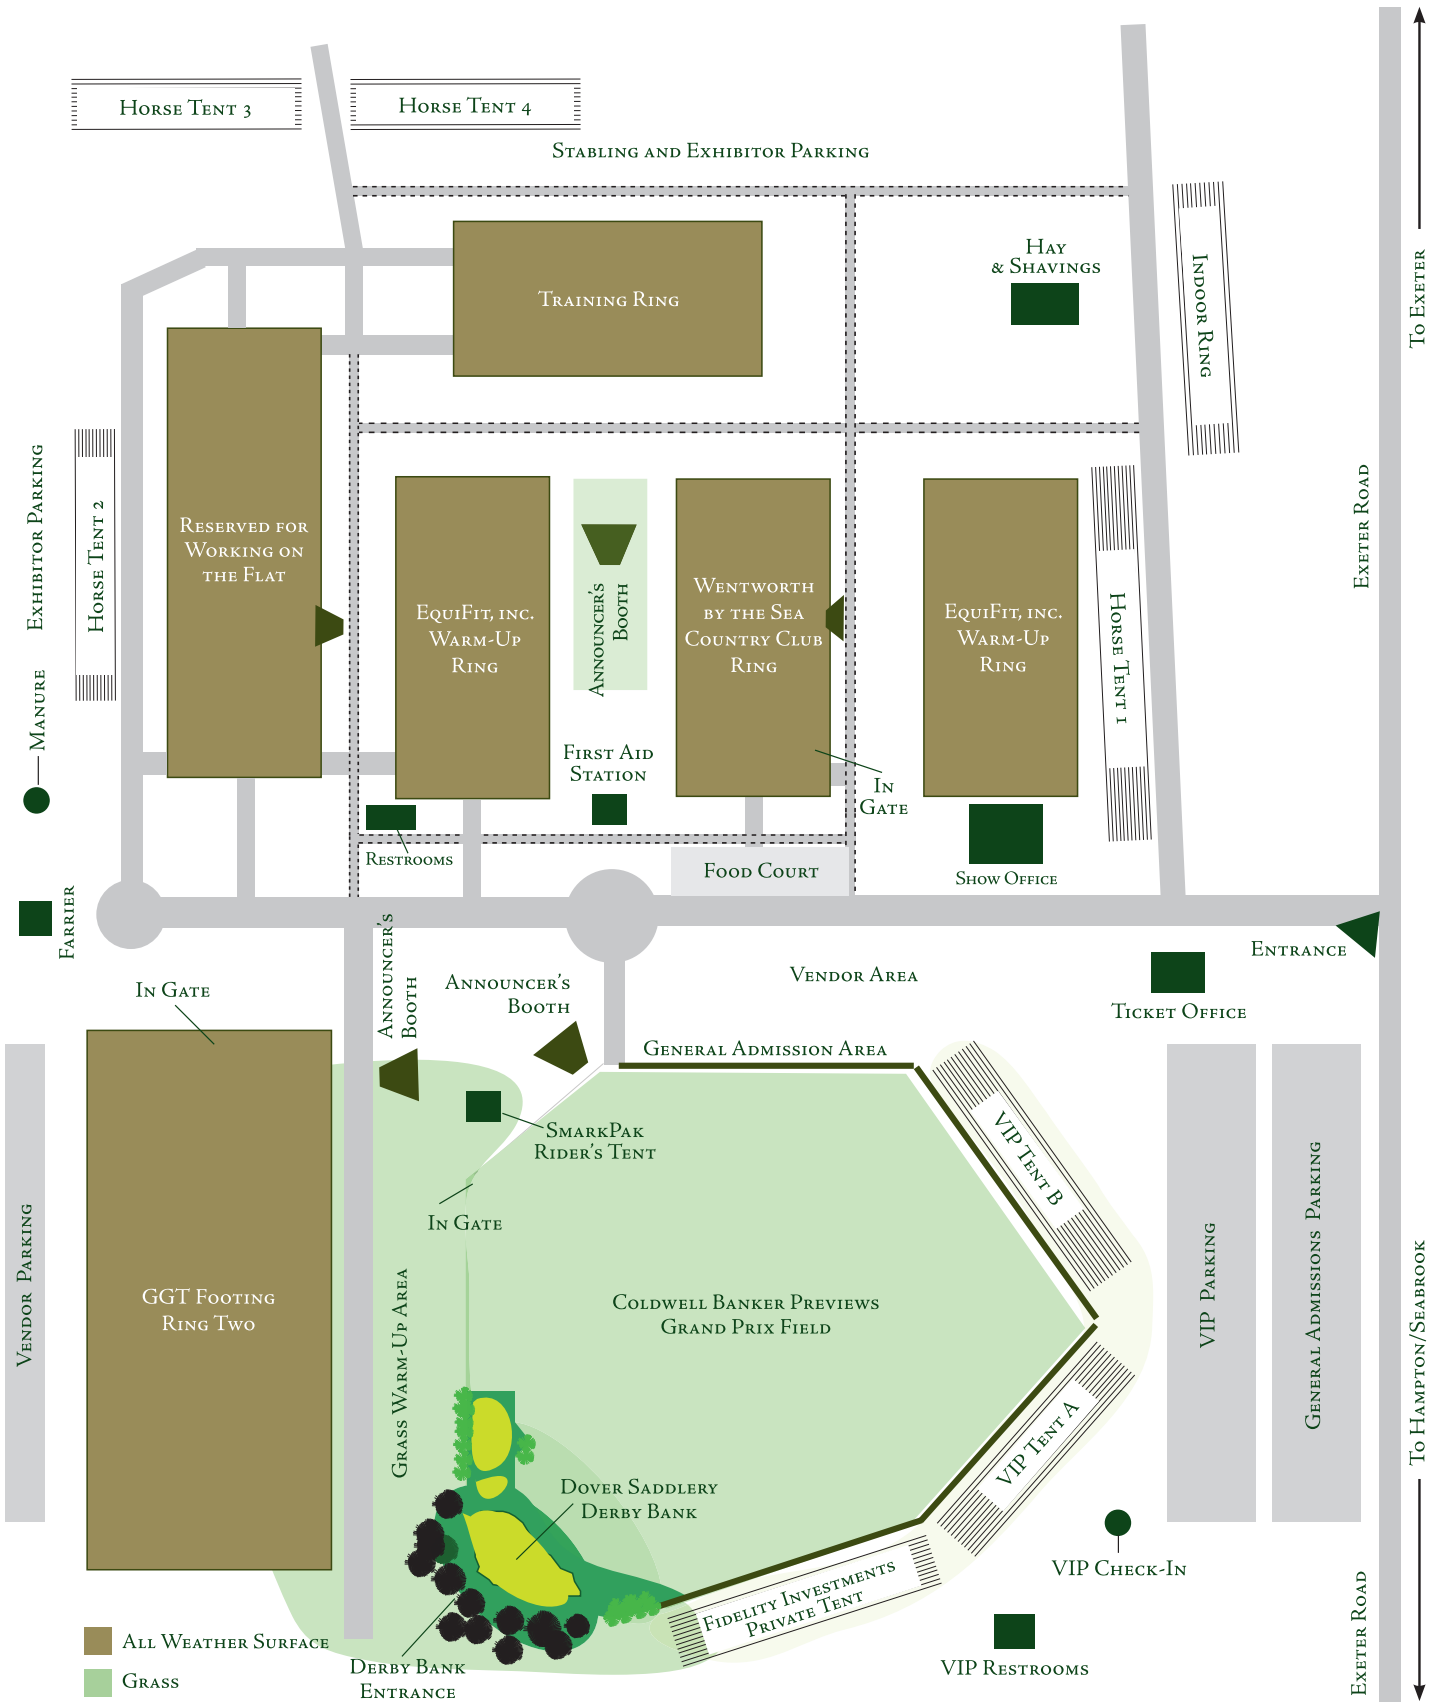 Horse Tent 3
Horse Tent 4
Stabling and Exhibitor Parking
Training Ring
Hay
& Shavings
Indoor Ring
To Exeter
Exeter Road
Exhibitor Parking
Horse Tent 2
Manure
Reserved for
Working on
the Flat
EquiFit, inc.
Warm-Up
Ring
Announcer's
Booth
Wentworth
by the Sea
Country Club
Ring
EquiFit, inc.
Warm-Up
Ring
Horse Tent 1
First Aid
Station
In
Gate
Restrooms
Food Court
Show Office
Farrier
Entrance
Ticket Office
Vendor Area
In Gate
Announcer's
Booth
Announcer's
Booth
General Admission Area
SmarkPak
Rider's Tent
In Gate
VIP Tent B
Vendor Parking
GGT Footing
Ring Two
Grass Warm-Up Area
Coldwell Banker Previews
Grand Prix Field
VIP Parking
General Admissions Parking
To Hampton/Seabrook
VIP Tent A
Dover Saddlery
Derby Bank
VIP Check-In
Fidelity Investments
Private Tent
VIP Restrooms
Exeter Road
All Weather Surface
Grass
Derby Bank
Entrance